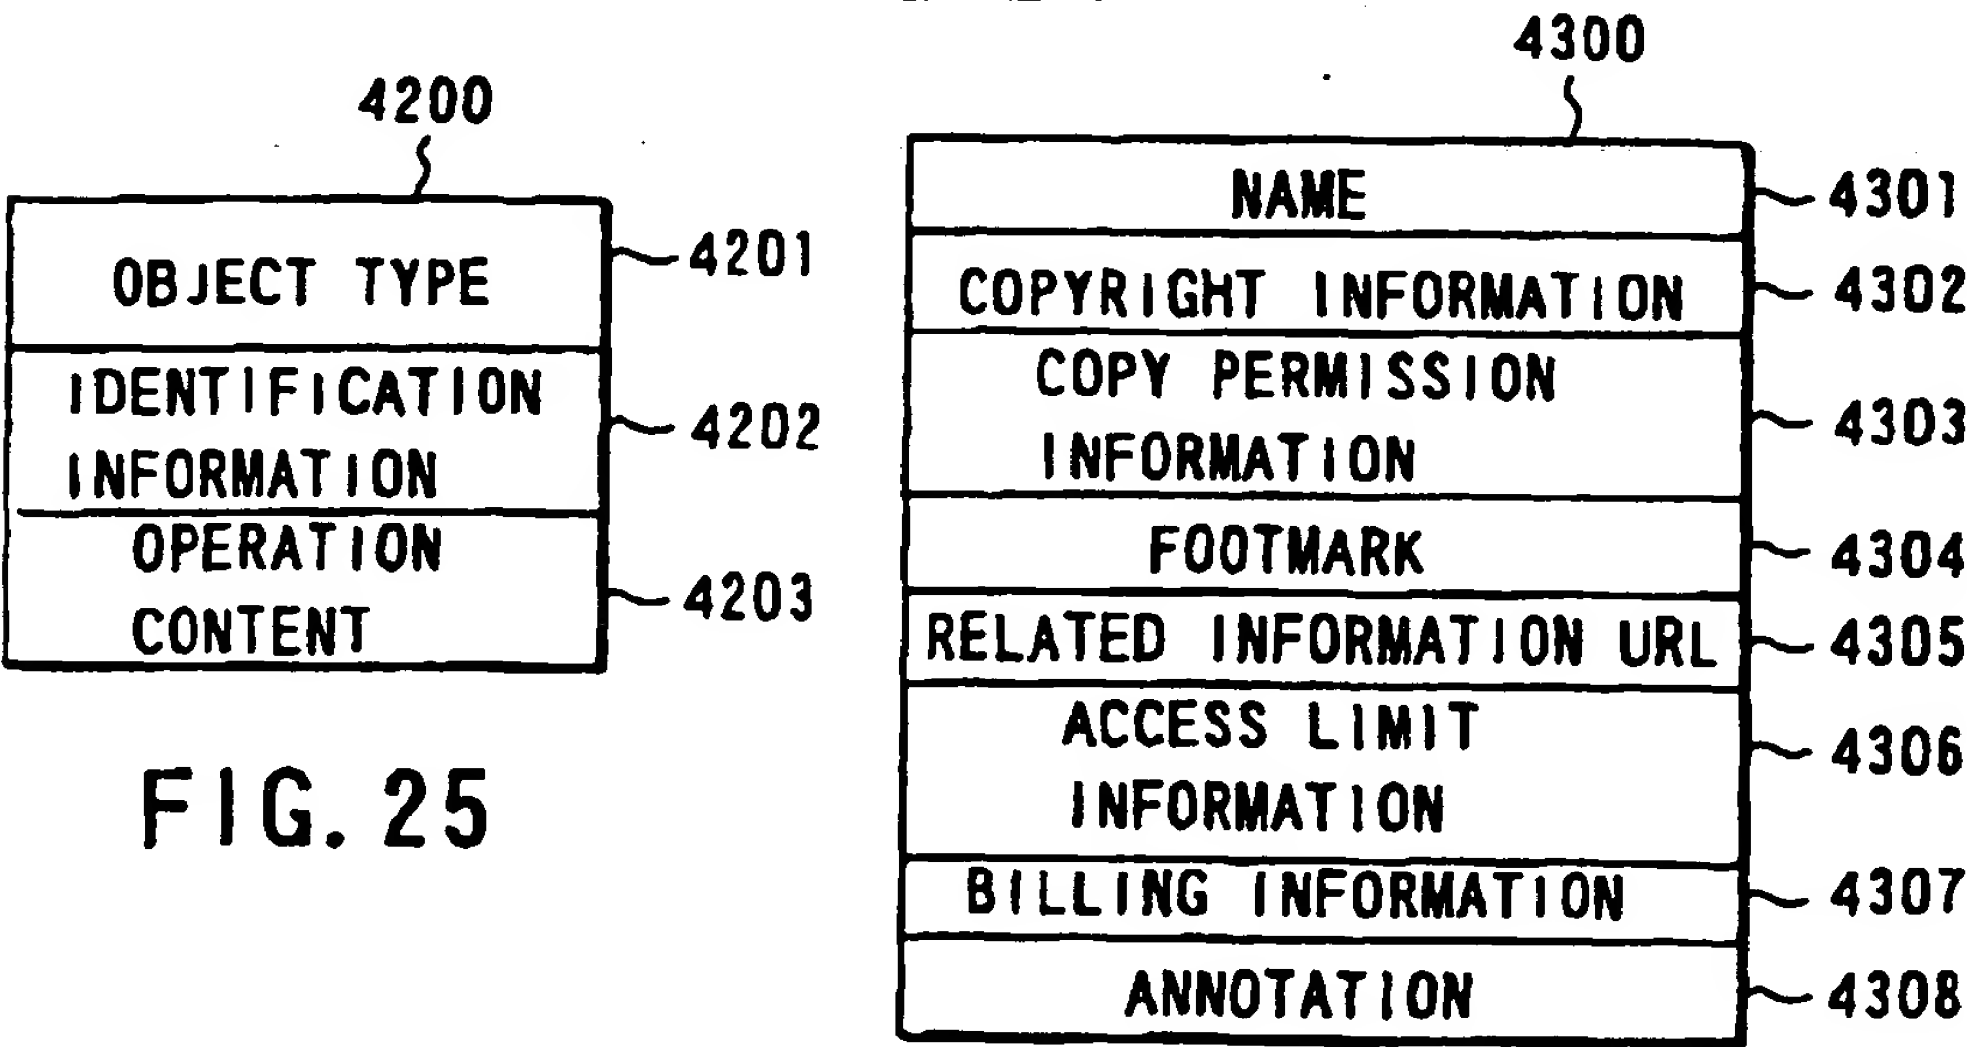 4200
OBJECT TYPE
4201
IDENTIFICATION
INFORMATION
4202
OPERATION
CONTENT
4203
FIG. 25
4300
NAME
4301
COPYRIGHT INFORMATION
4302
COPY PERMISSION
INFORMATION
4303
FOOTMARK
4304
RELATED INFORMATION URL
4305
ACCESS LIMIT
INFORMATION
4306
BILLING INFORMATION
4307
ANNOTATION
4308